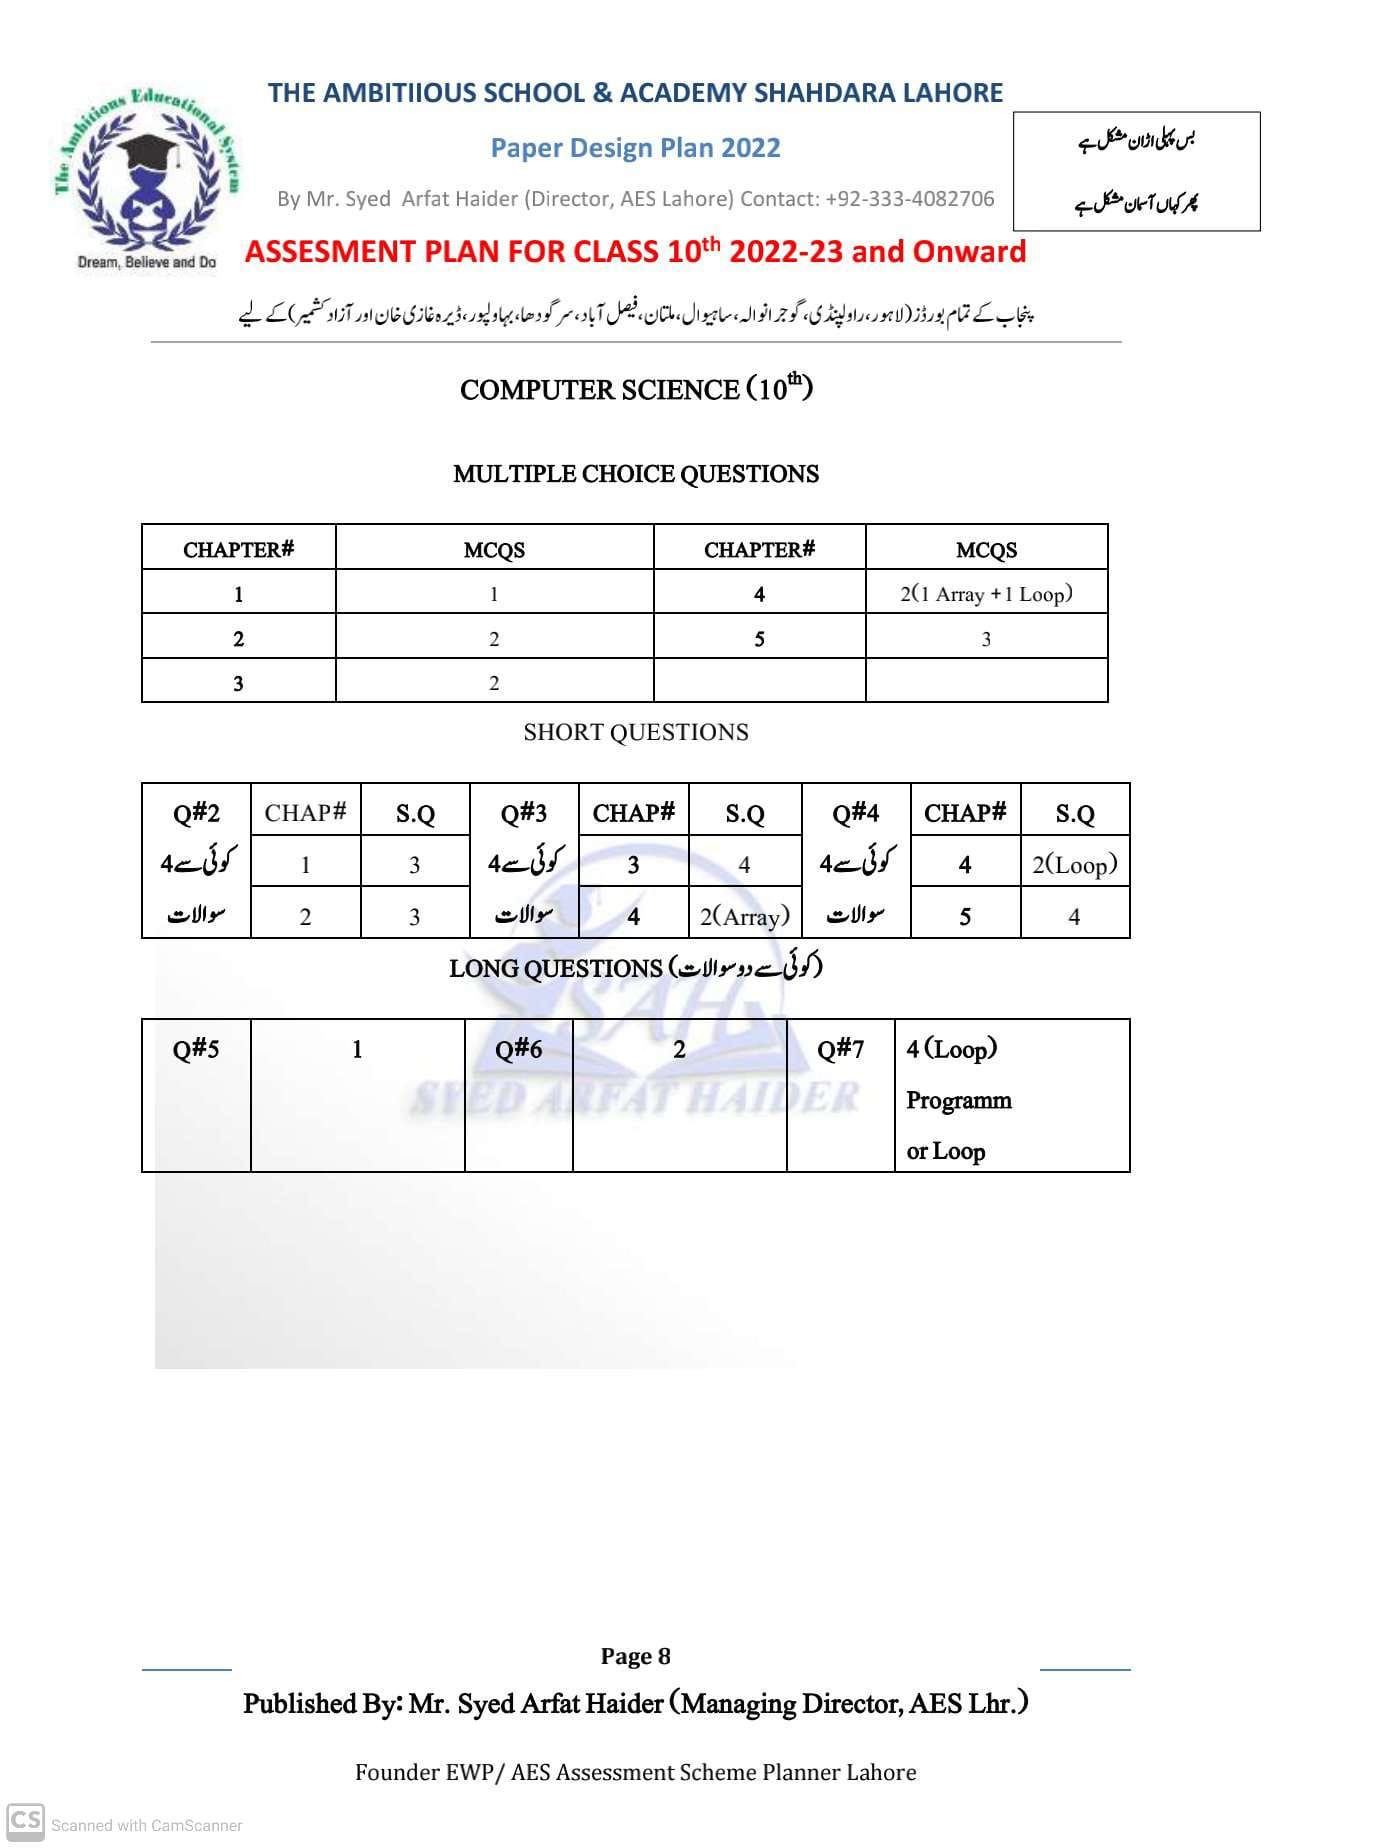 The Ambitious Educational System
Dream, Believe and Do
THE AMBITIIOUS SCHOOL & ACADEMY SHAHDARA LAHORE
Paper Design Plan 2022
By Mr. Syed Arfat Haider (Director, AES Lahore) Contact: +92-333-4082706
بس پہلی اڑان مشکل ہے
پھر کہاں آسمان مشکل ہے
ASSESMENT PLAN FOR CLASS 10th 2022-23 and Onward
پنجاب کے تمام بورڈز (لاہور، راولپنڈی، گوجرانوالہ، ساہیوال، ملتان، فیصل آباد، سرگودھا، بہاولپور، ڈیرہ غازی خان اور آزاد کشمیر) کے لیے
COMPUTER SCIENCE (10th)
MULTIPLE CHOICE QUESTIONS
CHAPTER# MCQS CHAPTER# MCQS
1 1 4 2(1 Array +1 Loop)
2 2 5 3
3 2
SHORT QUESTIONS
Q#2 CHAP# S.Q Q#3 CHAP# S.Q Q#4 CHAP# S.Q
کوئی سے 4 1 3 کوئی سے 4 3 4 کوئی سے 4 4 2(Loop)
سوالات 2 3 سوالات 4 2(Array) سوالات 5 4
LONG QUESTIONS (کوئی سے دو سوالات)
Q#5 1 Q#6 2 Q#7 4 (Loop)
Programm
or Loop
SAH
SYED ARFAT HAIDER
Page 8
Published By: Mr. Syed Arfat Haider (Managing Director, AES Lhr.)
Founder EWP/ AES Assessment Scheme Planner Lahore
CS Scanned with CamScanner